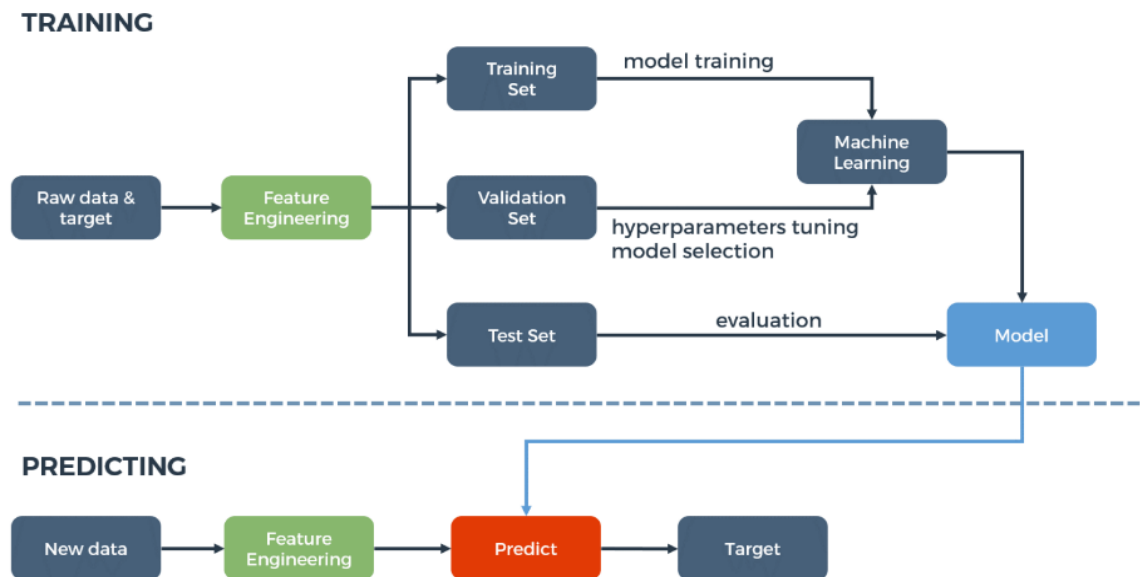 TRAINING
Training
Set
model training
Machine
Learning
Raw data &
target
Feature
Engineering
Validation
Set
hyperparameters tuning
model selection
Test Set
evaluation
Model
PREDICTING
New data
Feature
Engineering
Predict
Target